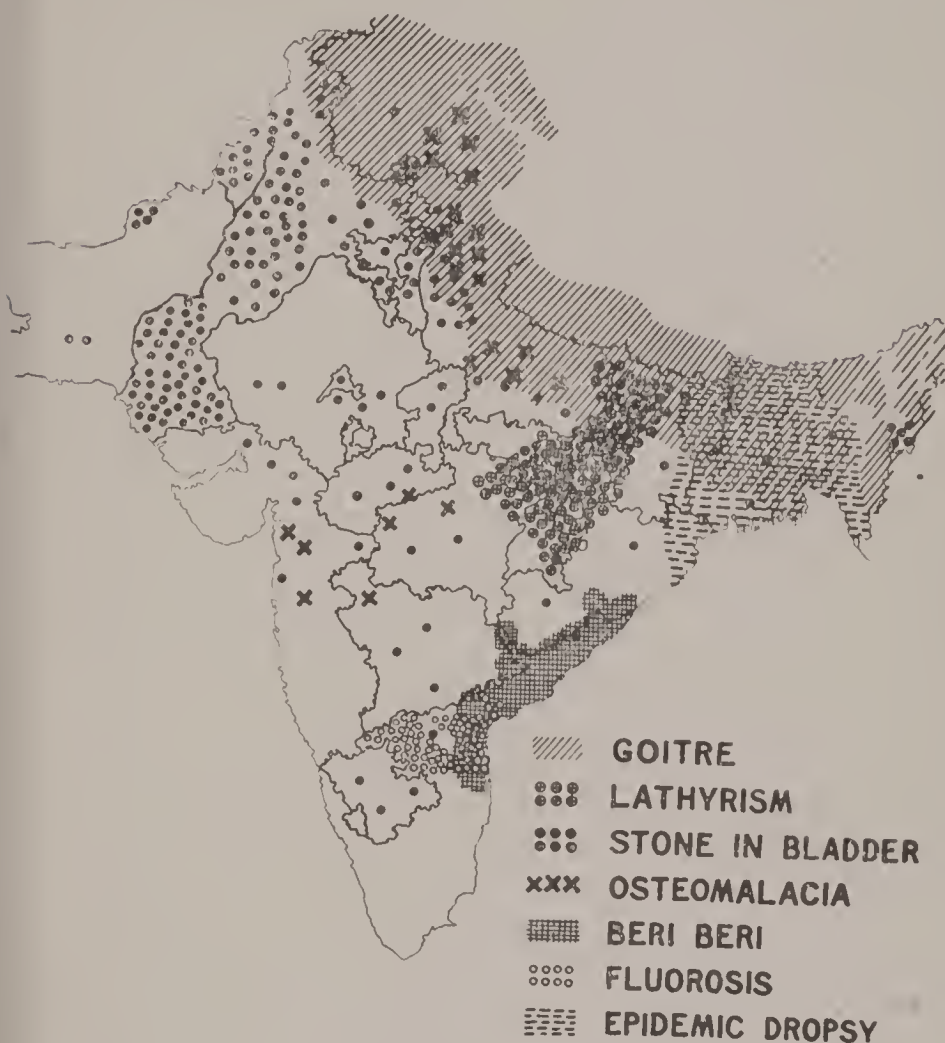 GOITRE
LATHYRISM
STONE IN BLADDER
OSTEOMALACIA
BERI BERI
FLUOROSIS
EPIDEMIC DROPSY